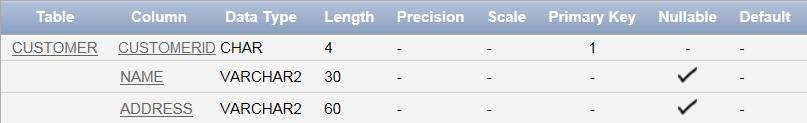 Table Column Data Type Length Precision Scale Primary Key Nullable Default
CUSTOMER CUSTOMERID CHAR 4 - - 1 - -
NAME VARCHAR2 30 - - - ✓ -
ADDRESS VARCHAR2 60 - - - ✓ -